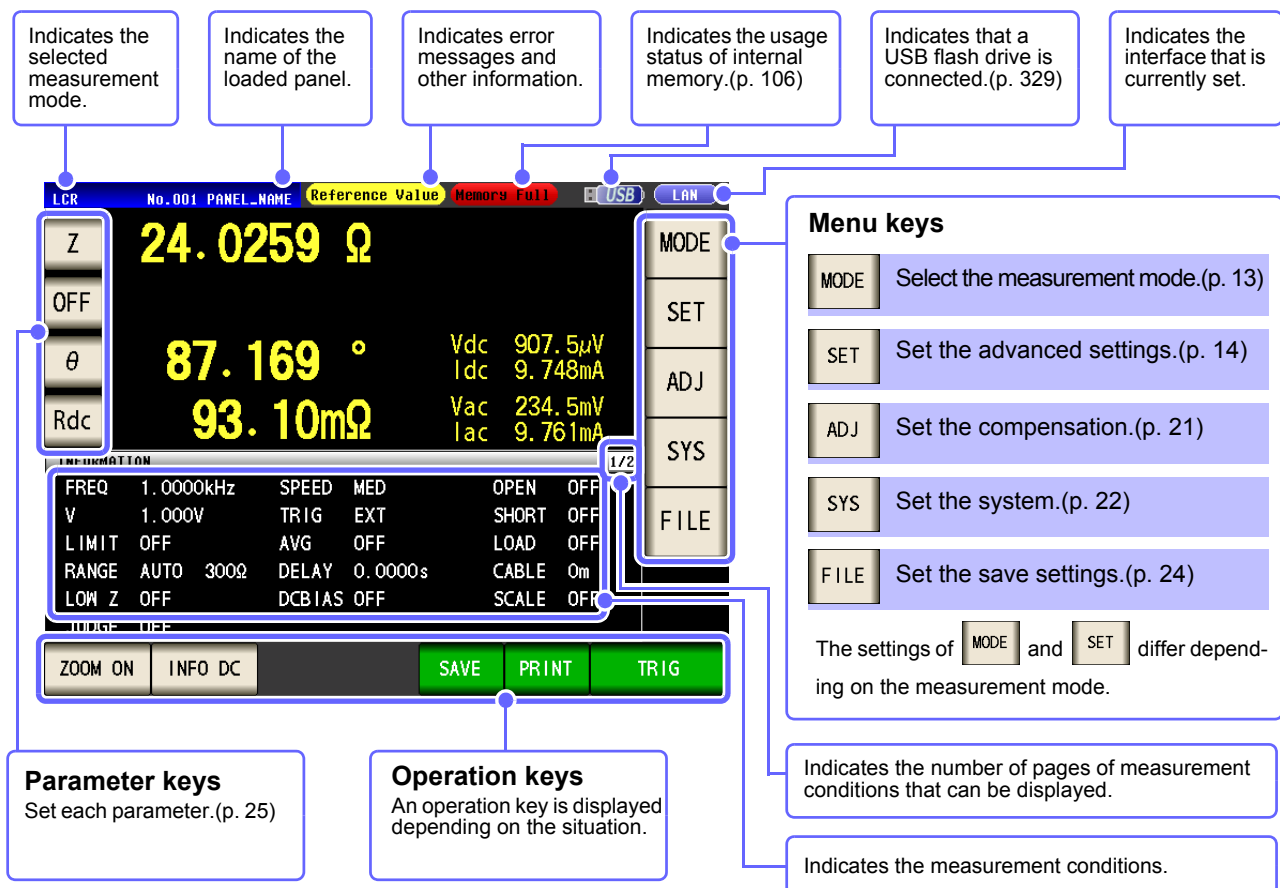 Indicates the
selected
measurement
mode.
Indicates the
name of the
loaded panel.
Indicates error
messages and
other information.
Indicates the usage
status of internal
memory.(p. 106)
Indicates that a
USB flash drive is
connected.(p. 329)
Indicates the
interface that is
currently set.
LCR No.001 PANEL_NAME Reference Value Memory Full USB LAN
Z
OFF
θ
Rdc
24.0259 Ω
87.169 °
93.10mΩ
Vdc 907.5µV
Idc 9.748mA
Vac 234.5mV
Iac 9.761mA
MODE
SET
ADJ
SYS
FILE
INFORMATION 1/2
FREQ 1.0000kHz SPEED MED OPEN OFF
V 1.000V TRIG EXT SHORT OFF
LIMIT OFF AVG OFF LOAD OFF
RANGE AUTO 300Ω DELAY 0.0000s CABLE 0m
LOW Z OFF DCBIAS OFF SCALE OFF
JUDGE OFF
ZOOM ON INFO DC SAVE PRINT TRIG
Menu keys
MODE Select the measurement mode.(p. 13)
SET Set the advanced settings.(p. 14)
ADJ Set the compensation.(p. 21)
SYS Set the system.(p. 22)
FILE Set the save settings.(p. 24)
The settings of MODE and SET differ depend-
ing on the measurement mode.
Parameter keys
Set each parameter.(p. 25)
Operation keys
An operation key is displayed
depending on the situation.
Indicates the number of pages of measurement
conditions that can be displayed.
Indicates the measurement conditions.